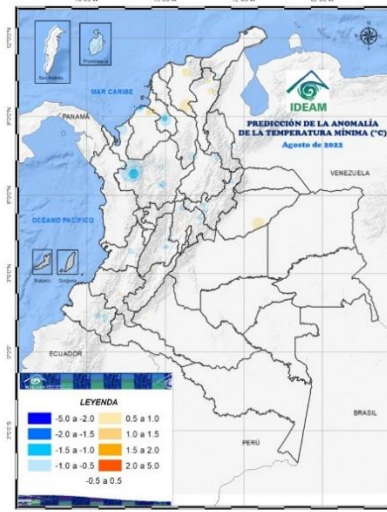 San Andrés
Providencia
MAR CARIBE
IDEAM
PREDICCIÓN DE LA ANOMALÍA
DE LA TEMPERATURA MÍNIMA (°C)
Agosto de 2022
PANAMÁ
VENEZUELA
OCÉANO PACÍFICO
Malpelo
Gorgona
ECUADOR
BRASIL
PERÚ
IDEAM
LEYENDA
-5.0 a -2.0 0.5 a 1.0
-2.0 a -1.5 1.0 a 1.5
-1.5 a -1.0 1.5 a 2.0
-1.0 a -0.5 2.0 a 5.0
-0.5 a 0.5